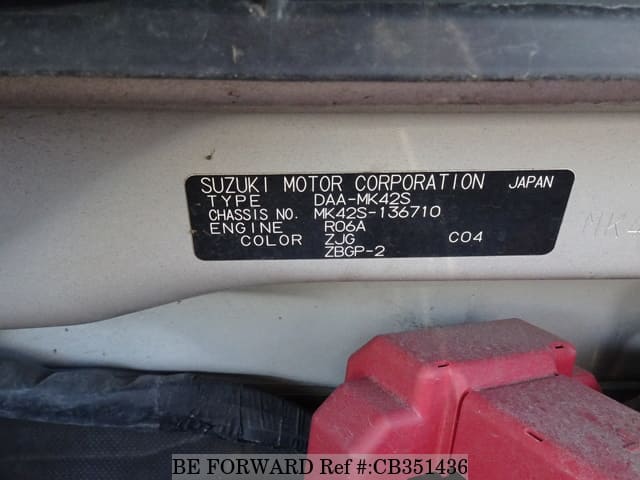 SUZUKI MOTOR CORPORATION JAPAN
TYPE DAA-MK42S
CHASSIS NO. MK42S-136710
ENGINE R06A
COLOR ZJG C04
ZBGP-2
BE FORWARD Ref #:CB351436